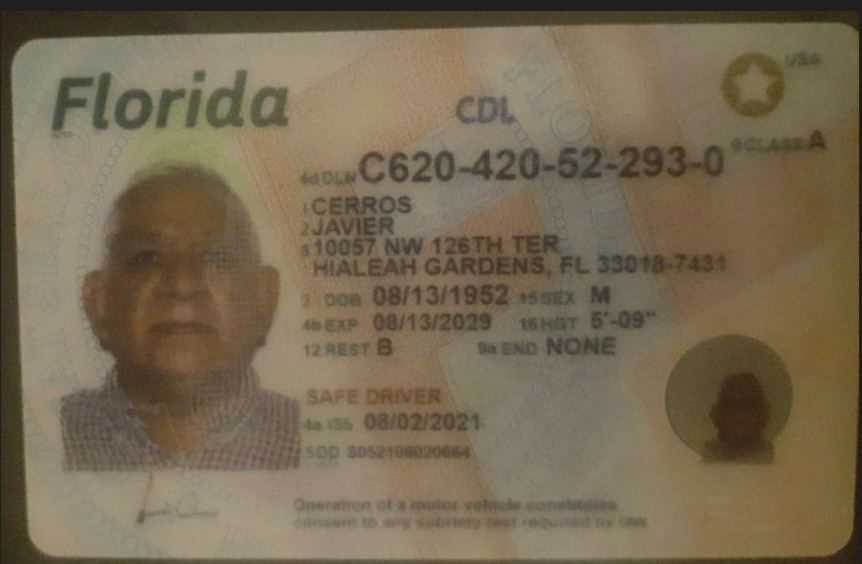 Florida
CDL
USA
4d DLN C620-420-52-293-0
9 CLASS A
1 CERROS
2 JAVIER
8 10057 NW 126TH TER
HIALEAH GARDENS, FL 33018-7431
3 DOB 08/13/1952 15 SEX M
4b EXP 08/13/2029 16 HGT 5'-09"
12 REST B 9a END NONE
SAFE DRIVER
4a ISS 08/02/2021
5DD
Operation of a motor vehicle constitutes
consent to any sobriety test required by law